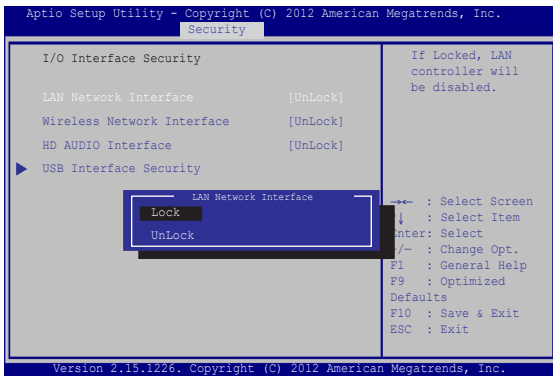 Aptio Setup Utility - Copyright (C) 2012 American Megatrends, Inc.
Security
I/O Interface Security
LAN Network Interface [UnLock]
Wireless Network Interface [UnLock]
HD AUDIO Interface [UnLock]
USB Interface Security
LAN Network Interface
Lock
UnLock
If Locked, LAN
controller will
be disabled.
→← : Select Screen
↓ : Select Item
nter: Select
/— : Change Opt.
F1 : General Help
F9 : Optimized
Defaults
F10 : Save & Exit
ESC : Exit
Version 2.15.1226. Copyright (C) 2012 American Megatrends, Inc.